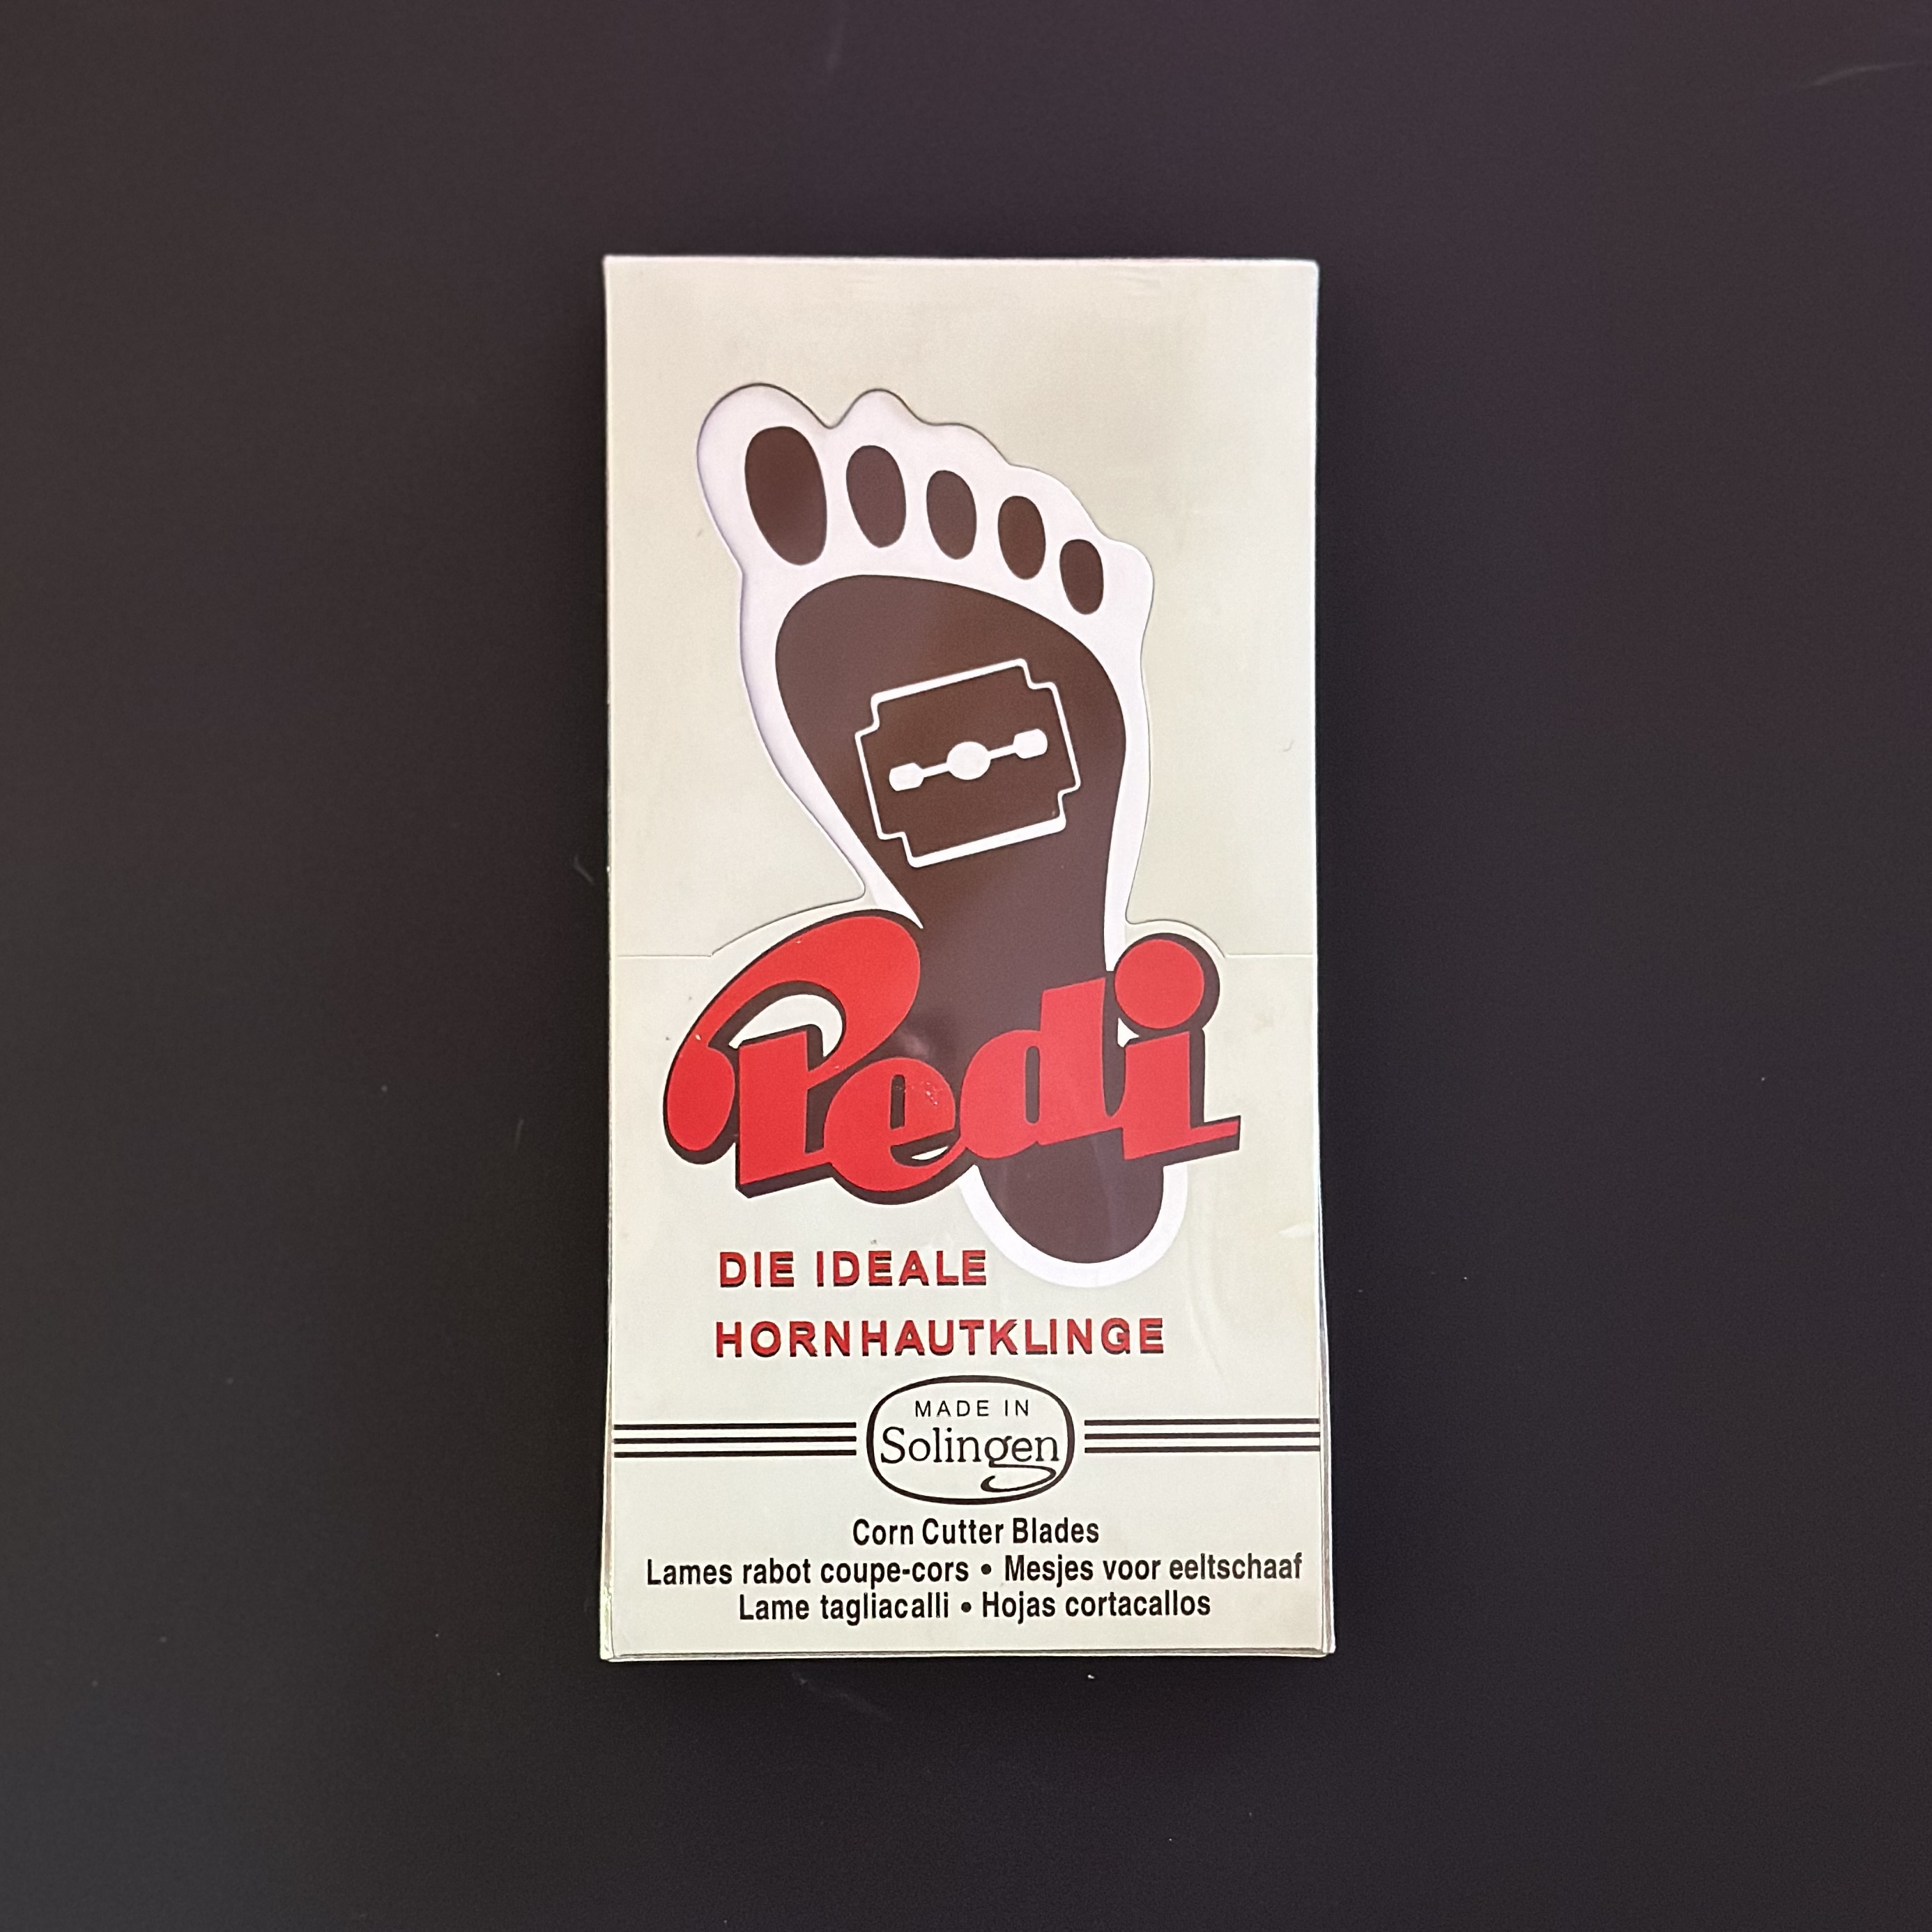 Pedi
DIE IDEALE
HORNHAUTKLINGE
MADE IN
Solingen
Corn Cutter Blades
Lames rabot coupe-cors • Mesjes voor eeltschaaf
Lame tagliacalli • Hojas cortacallos